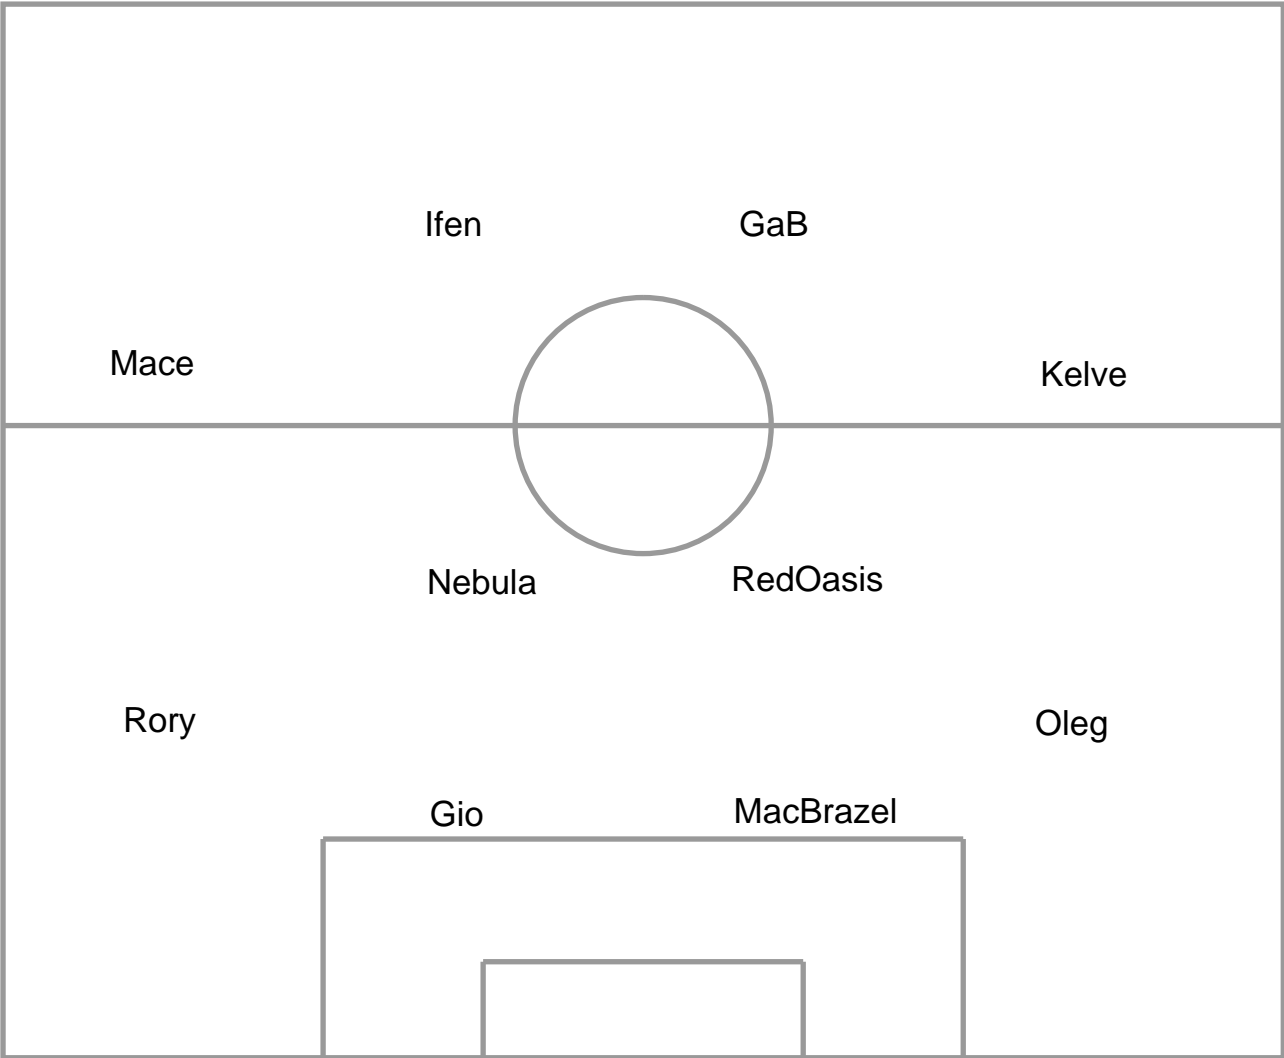 Ifen
GaB
Mace
Kelve
Nebula
RedOasis
Rory
Oleg
Gio
MacBrazel